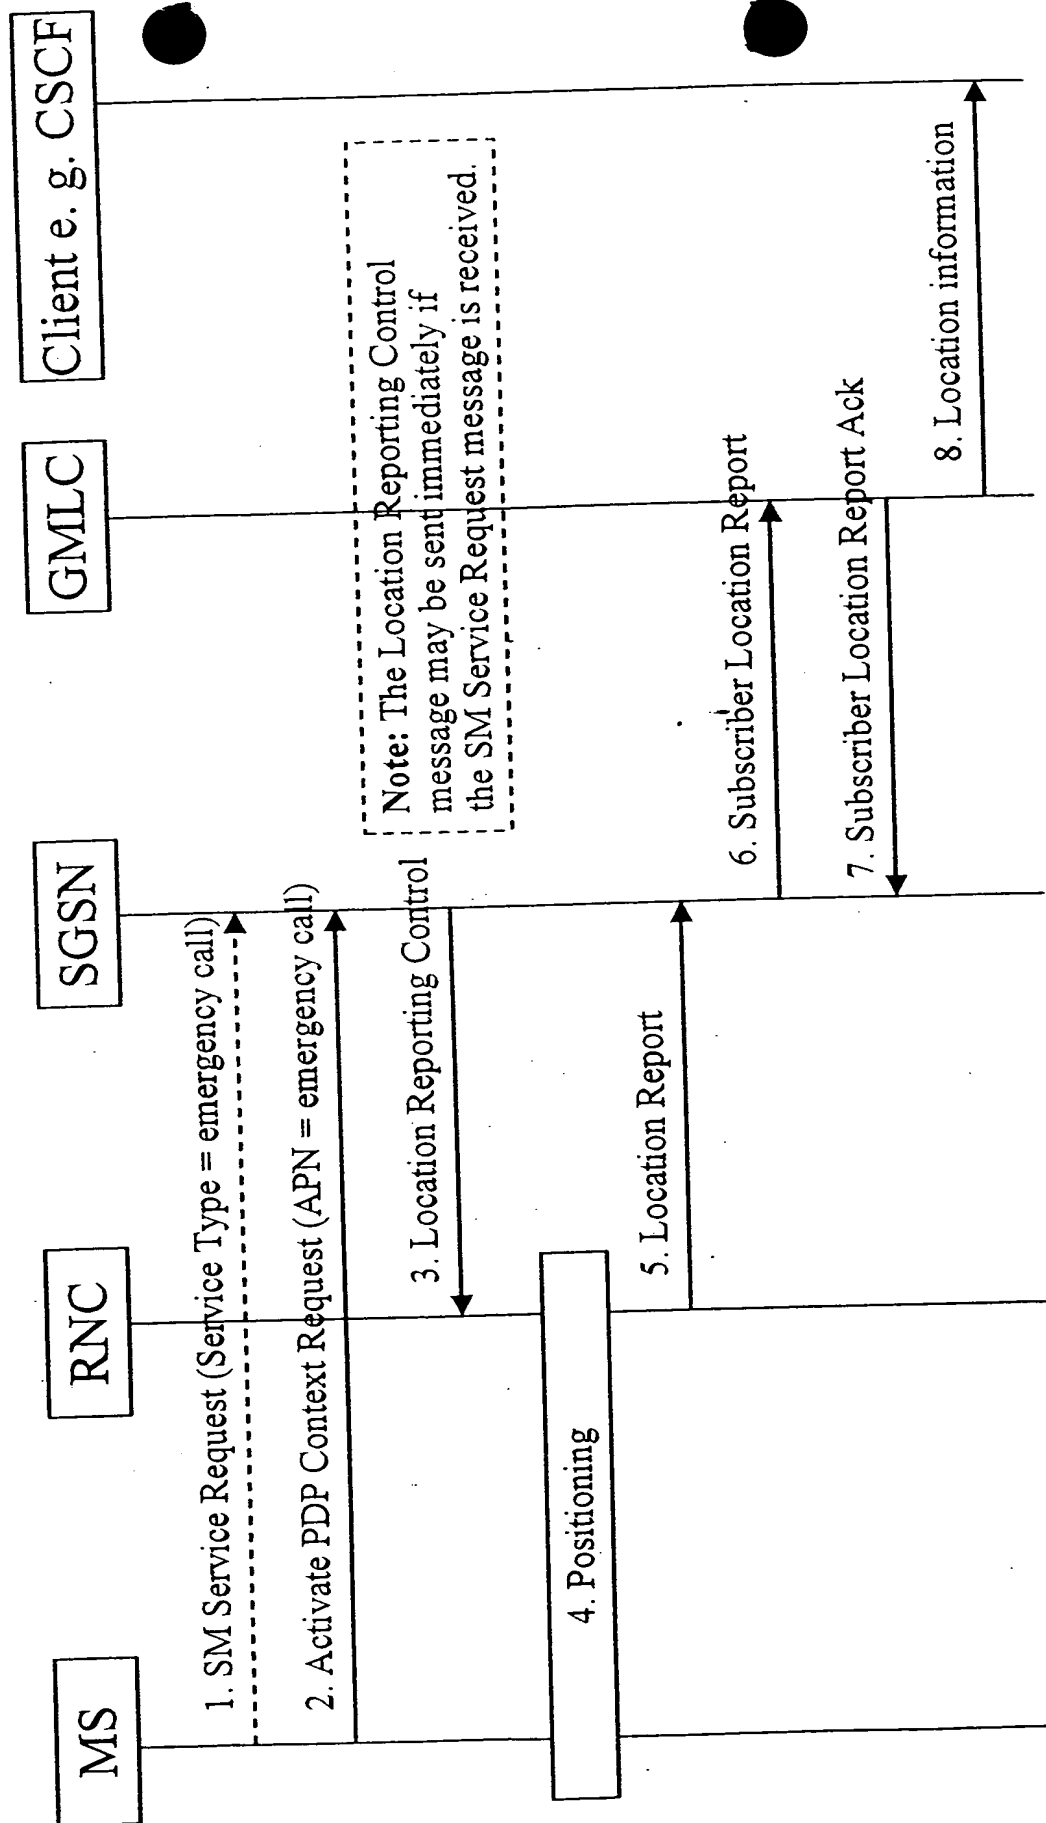 MS
RNC
SGSN
GMLC
Client e. g. CSCF
1. SM Service Request (Service Type = emergency call)
2. Activate PDP Context Request (APN = emergency call)
3. Location Reporting Control
Note: The Location Reporting Control
message may be sent immediately if
the SM Service Request message is received.
4. Positioning
5. Location Report
6. Subscriber Location Report
7. Subscriber Location Report Ack
8. Location information